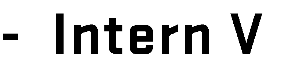 - Intern V